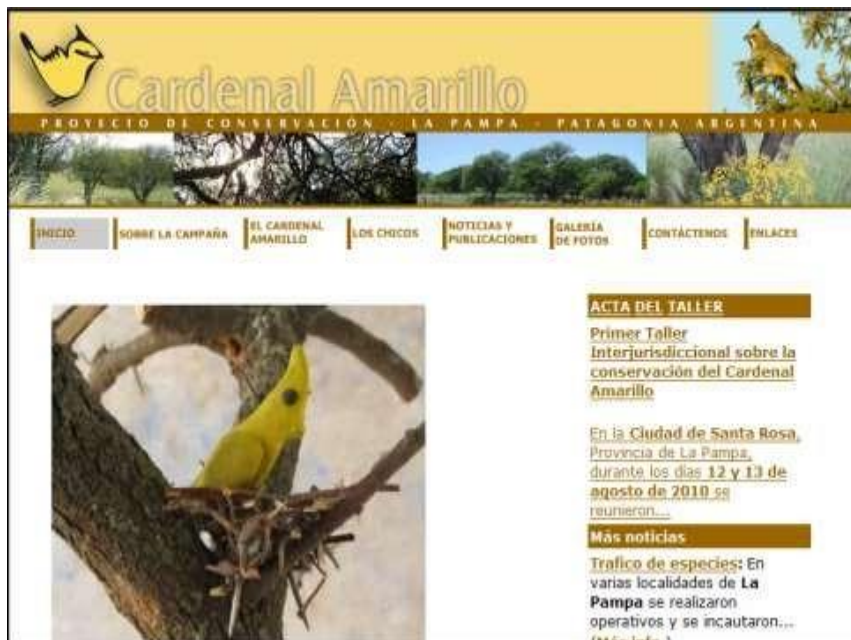 Cardenal Amarillo
PROYECTO DE CONSERVACIÓN - LA PAMPA - PATAGONIA ARGENTINA
INICIO
SOBRE LA CAMPAÑA
EL CARDENAL
AMARILLO
LOS CHICOS
NOTICIAS Y
PUBLICACIONES
GALERÍA
DE FOTOS
CONTÁCTENOS
ENLACES
ACTA DEL TALLER
Primer Taller
Interjurisdiccional sobre la
conservación del Cardenal
Amarillo
En la Ciudad de Santa Rosa,
Provincia de La Pampa,
durante los días 12 y 13 de
agosto de 2010 se
reunieron...
Más noticias
Trafico de especies: En
varias localidades de La
Pampa se realizaron
operativos y se incautaron...